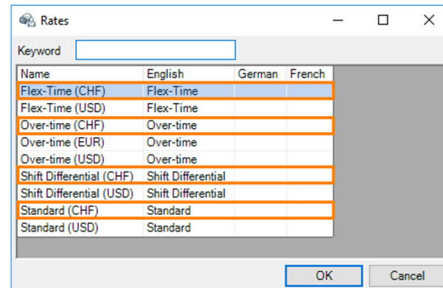 Rates
Keyword
Name English German French
Flex-Time (CHF) Flex-Time
Flex-Time (USD) Flex-Time
Over-time (CHF) Over-time
Over-time (EUR) Over-time
Over-time (USD) Over-time
Shift Differential (CHF) Shift Differential
Shift Differential (USD) Shift Differential
Standard (CHF) Standard
Standard (USD) Standard
OK Cancel